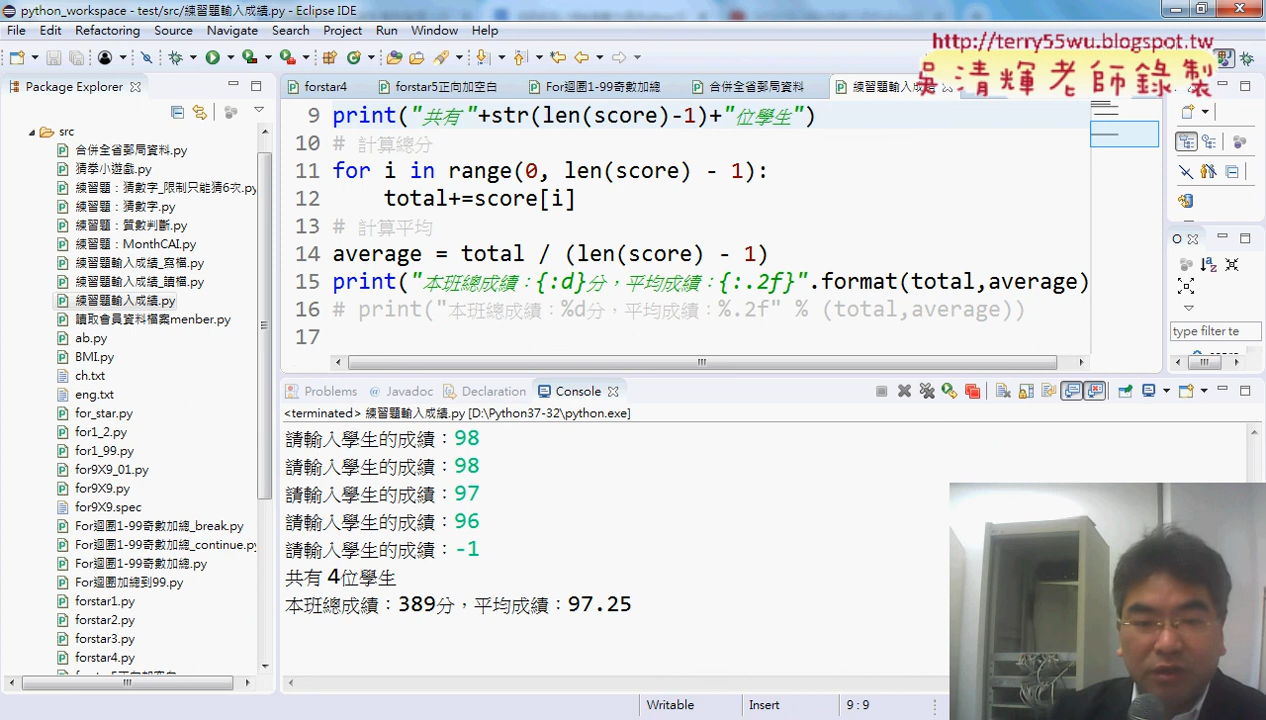 python_workspace - test/src/練習題輸入成績.py - Eclipse IDE
File Edit Refactoring Source Navigate Search Project Run Window Help
http://terry55wu.blogspot.tw
吳清輝老師錄製
Package Explorer
forstar4
forstar5正向加空白
For迴圈1-99奇數加總
合併全省郵局資料
練習題輸入成績
src
合併全省郵局資料.py
猜拳小遊戲.py
練習題：猜數字_限制只能猜6次.py
練習題：猜數字.py
練習題：質數判斷.py
練習題：MonthCAI.py
練習題輸入成績_寫檔.py
練習題輸入成績_讀檔.py
練習題輸入成績.py
讀取會員資料檔案menber.py
ab.py
BMI.py
ch.txt
eng.txt
for_star.py
for1_2.py
for1_99.py
for9X9_01.py
for9X9.py
for9X9.spec
For迴圈1-99奇數加總_break.py
For迴圈1-99奇數加總_continue.py
For迴圈1-99奇數加總.py
For迴圈加總到99.py
forstar1.py
forstar2.py
forstar3.py
forstar4.py
9 print("共有"+str(len(score)-1)+"位學生")
10 # 計算總分
11 for i in range(0, len(score) - 1):
12 total+=score[i]
13 # 計算平均
14 average = total / (len(score) - 1)
15 print("本班總成績：{:d}分，平均成績：{:.2f}".format(total,average)
16 # print("本班總成績：%d分，平均成績：%.2f" % (total,average))
17
type filter te
Problems
Javadoc
Declaration
Console
<terminated> 練習題輸入成績.py [D:\Python37-32\python.exe]
請輸入學生的成績：98
請輸入學生的成績：98
請輸入學生的成績：97
請輸入學生的成績：96
請輸入學生的成績：-1
共有4位學生
本班總成績：389分，平均成績：97.25
Writable
Insert
9 : 9